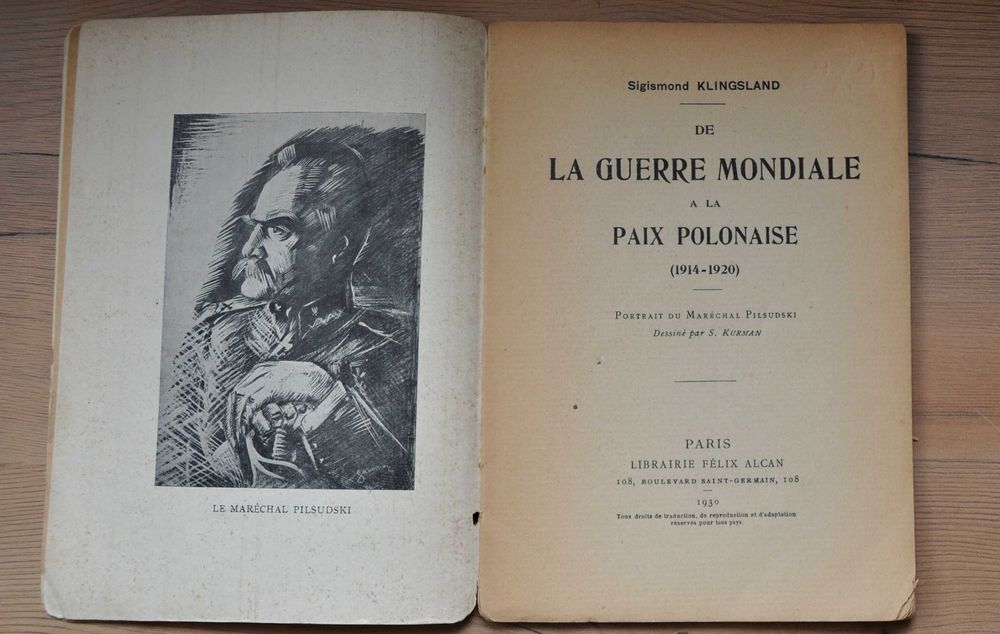 LE MARÉCHAL PILSUDSKI
Sigismond KLINGSLAND
DE
LA GUERRE MONDIALE
A LA
PAIX POLONAISE
(1914-1920)
PORTRAIT DU MARÉCHAL PILSUDSKI
Dessiné par S. KURMAN
PARIS
LIBRAIRIE FÉLIX ALCAN
108, BOULEVARD SAINT-GERMAIN, 108
1930
Tous droits de traduction, de reproduction et d'adaptation
réservés pour tous pays.